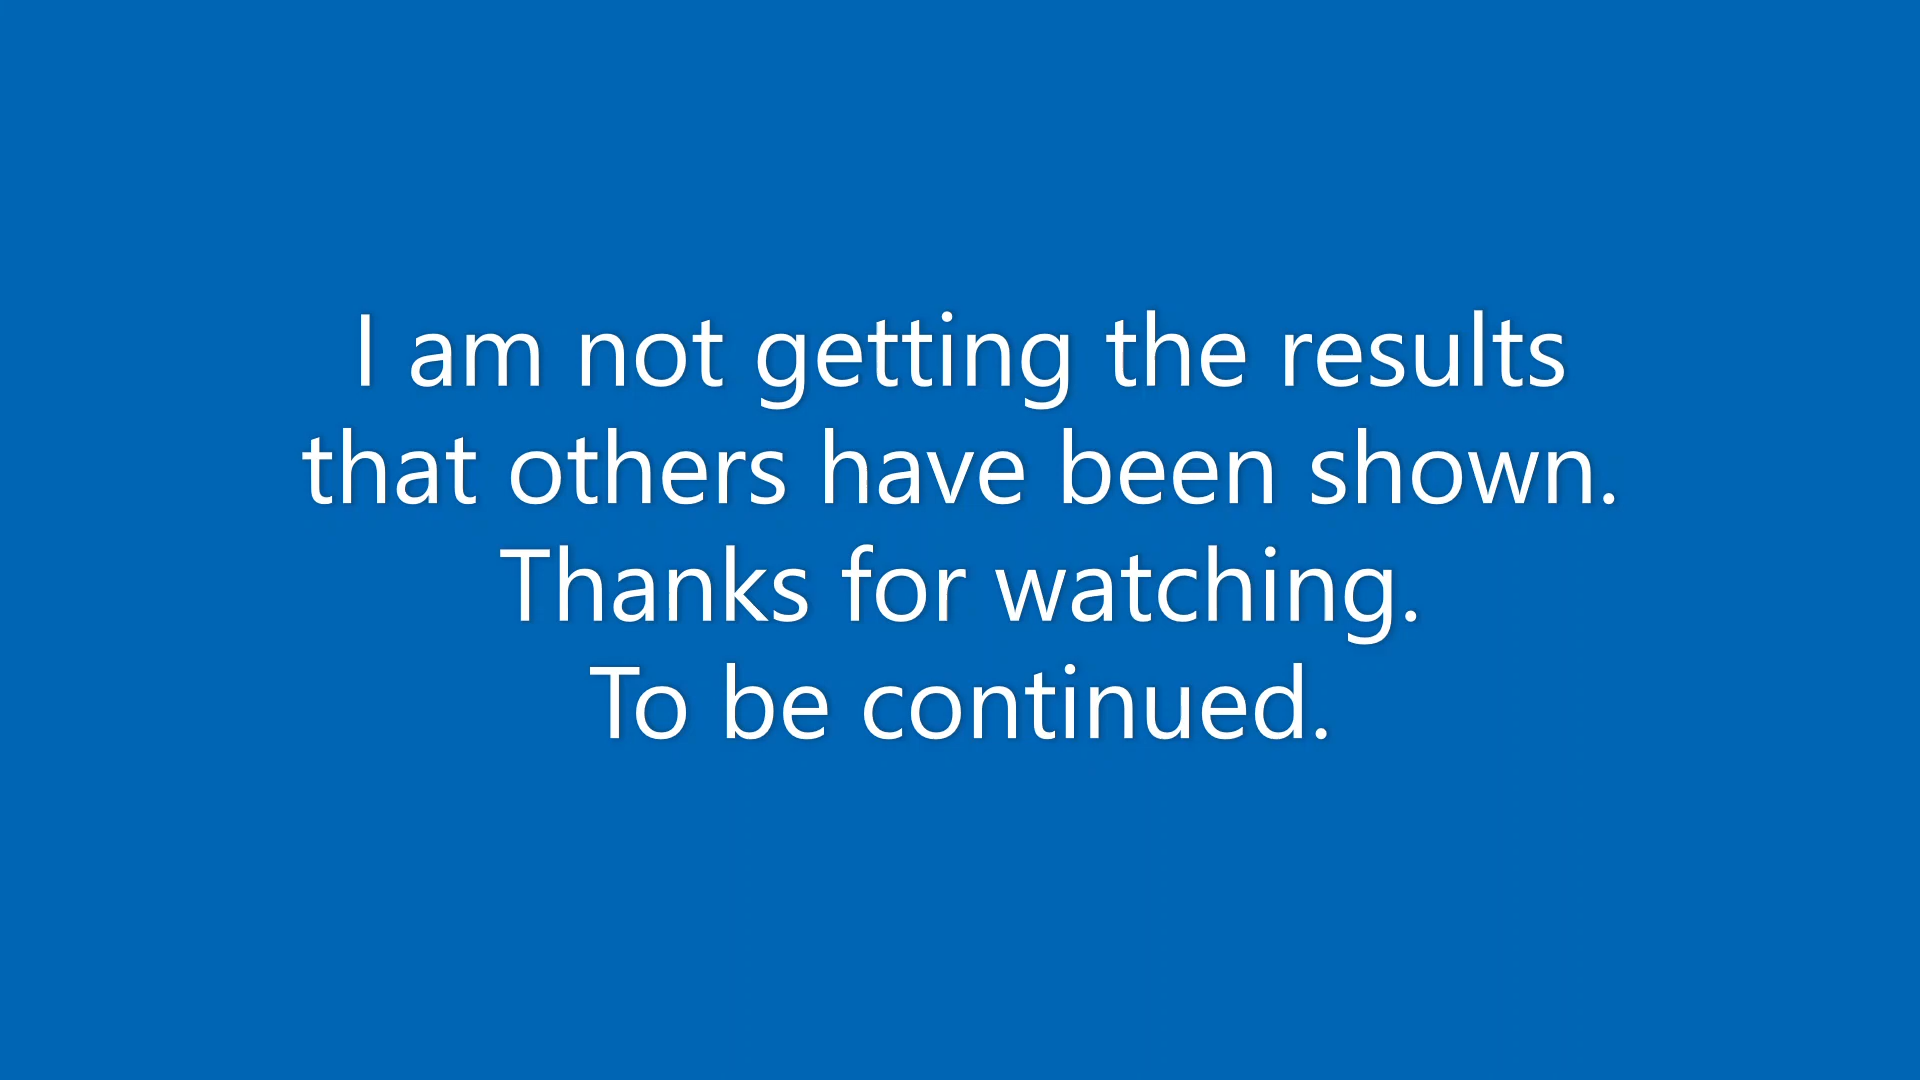 I am not getting the results
that others have been shown.
Thanks for watching.
To be continued.